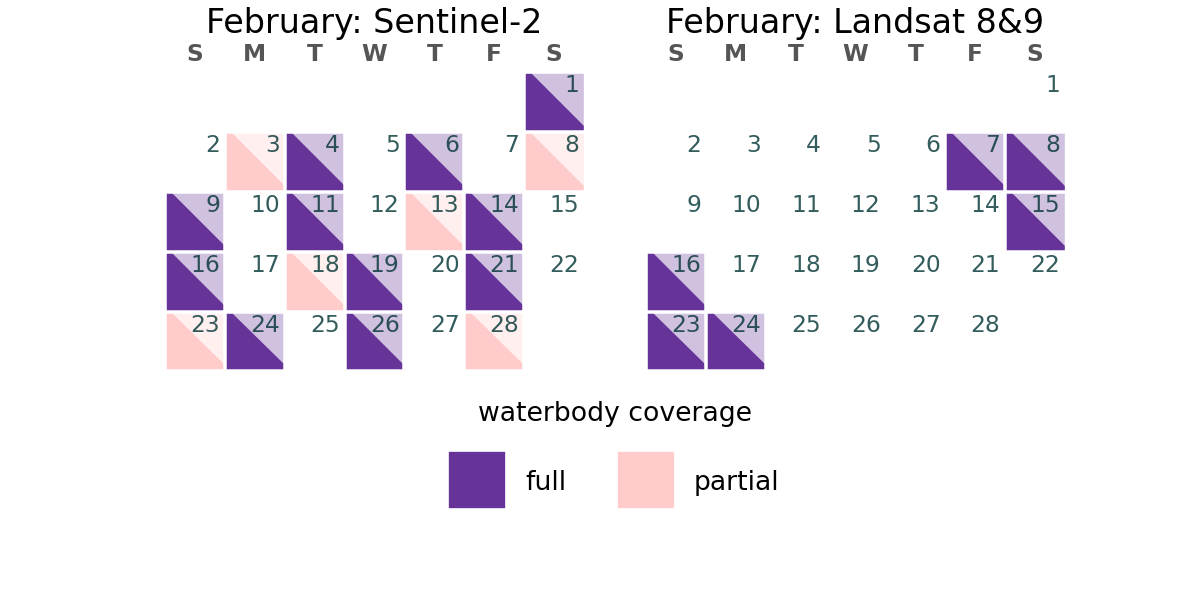 February: Sentinel-2
S M T W T F S
1
2 3 4 5 6 7 8
9 10 11 12 13 14 15
16 17 18 19 20 21 22
23 24 25 26 27 28
February: Landsat 8&9
S M T W T F S
1
2 3 4 5 6 7 8
9 10 11 12 13 14 15
16 17 18 19 20 21 22
23 24 25 26 27 28
waterbody coverage
full partial